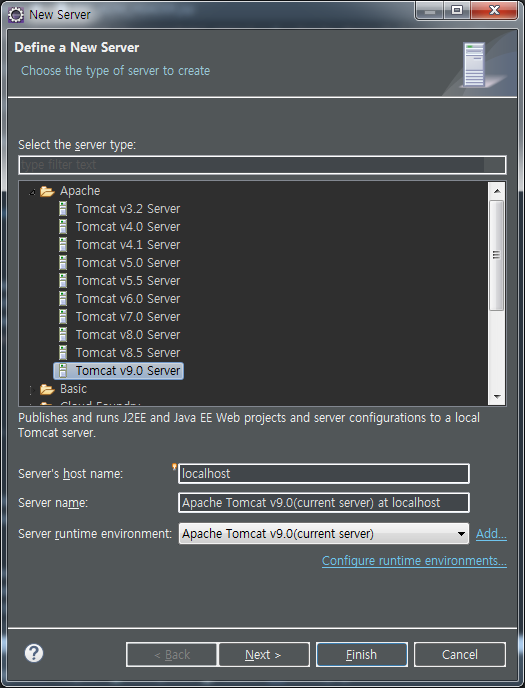 New Server
Define a New Server
Choose the type of server to create
Select the server type:
type filter text
Apache
Tomcat v3.2 Server
Tomcat v4.0 Server
Tomcat v4.1 Server
Tomcat v5.0 Server
Tomcat v5.5 Server
Tomcat v6.0 Server
Tomcat v7.0 Server
Tomcat v8.0 Server
Tomcat v8.5 Server
Tomcat v9.0 Server
Basic
Cloud Foundry
Publishes and runs J2EE and Java EE Web projects and server configurations to a local
Tomcat server.
Server's host name: localhost
Server name: Apache Tomcat v9.0(current server) at localhost
Server runtime environment: Apache Tomcat v9.0(current server) Add...
Configure runtime environments...
? < Back Next > Finish Cancel